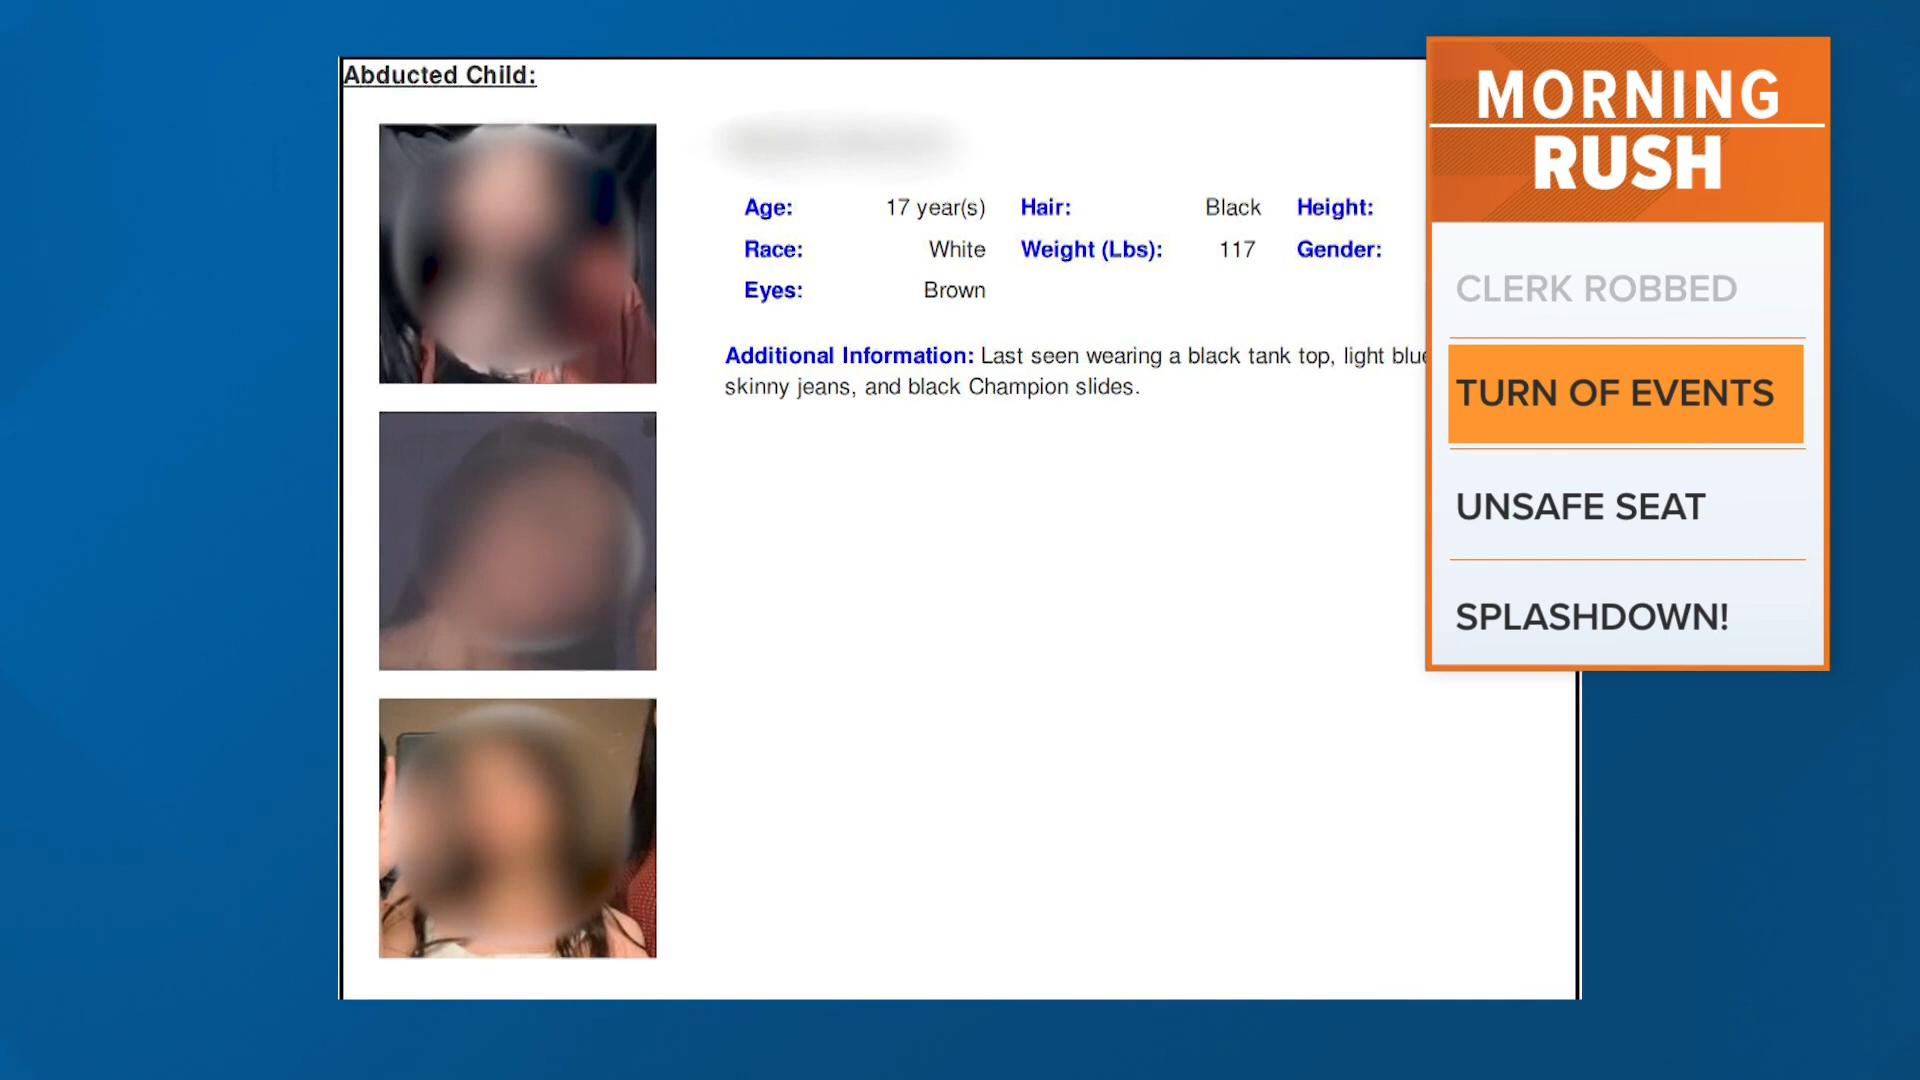 Abducted Child:
Age: 17 year(s) Hair: Black Height:
Race: White Weight (Lbs): 117 Gender:
Eyes: Brown
Additional Information: Last seen wearing a black tank top, light blue
skinny jeans, and black Champion slides.
MORNING
RUSH
CLERK ROBBED
TURN OF EVENTS
UNSAFE SEAT
SPLASHDOWN!